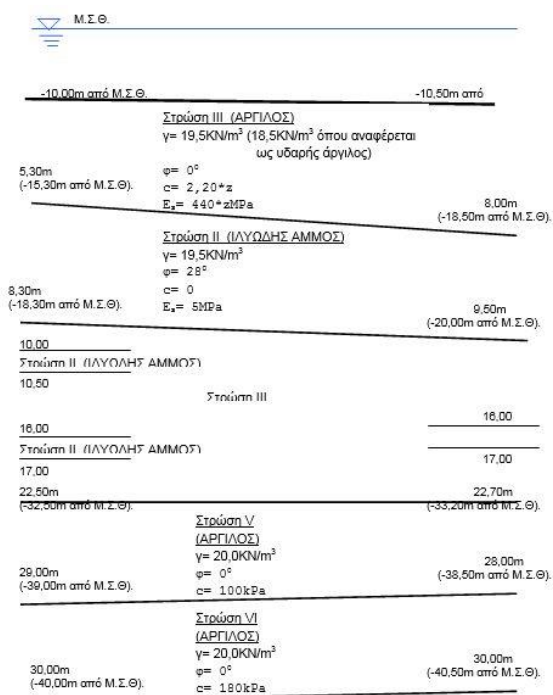 Μ.Σ.Θ.
-10,00m από Μ.Σ.Θ.
-10,50m από
Στρώση ΙΙΙ (ΑΡΓΙΛΟΣ)
γ= 19,5KN/m³ (18,5KN/m³ όπου αναφέρεται
ως υδαρής άργιλος)
5,30m
(-15,30m από Μ.Σ.Θ).
φ= 0°
c= 2,20*z
Eₛ= 440*zMPa
8,00m
(-18,50m από Μ.Σ.Θ).
Στρώση ΙΙ (ΙΛΥΩΔΗΣ ΑΜΜΟΣ)
γ= 19,5KN/m³
φ= 28°
c= 0
Eₛ= 5MPa
8,30m
(-18,30m από Μ.Σ.Θ).
9,50m
(-20,00m από Μ.Σ.Θ).
10,00
Στρώση ΙΙ (ΙΛΥΩΔΗΣ ΑΜΜΟΣ)
10,50
Στρώση ΙΙΙ
16,00
16,00
Στρώση ΙΙ (ΙΛΥΩΔΗΣ ΑΜΜΟΣ)
17,00
17,00
22,50m
(-32,50m από Μ.Σ.Θ).
22,70m
(-33,20m από Μ.Σ.Θ).
Στρώση V
(ΑΡΓΙΛΟΣ)
γ= 20,0KN/m³
φ= 0°
c= 100kPa
29,00m
(-39,00m από Μ.Σ.Θ).
28,00m
(-38,50m από Μ.Σ.Θ).
Στρώση VI
(ΑΡΓΙΛΟΣ)
γ= 20,0KN/m³
φ= 0°
c= 180kPa
30,00m
(-40,00m από Μ.Σ.Θ).
30,00m
(-40,50m από Μ.Σ.Θ).